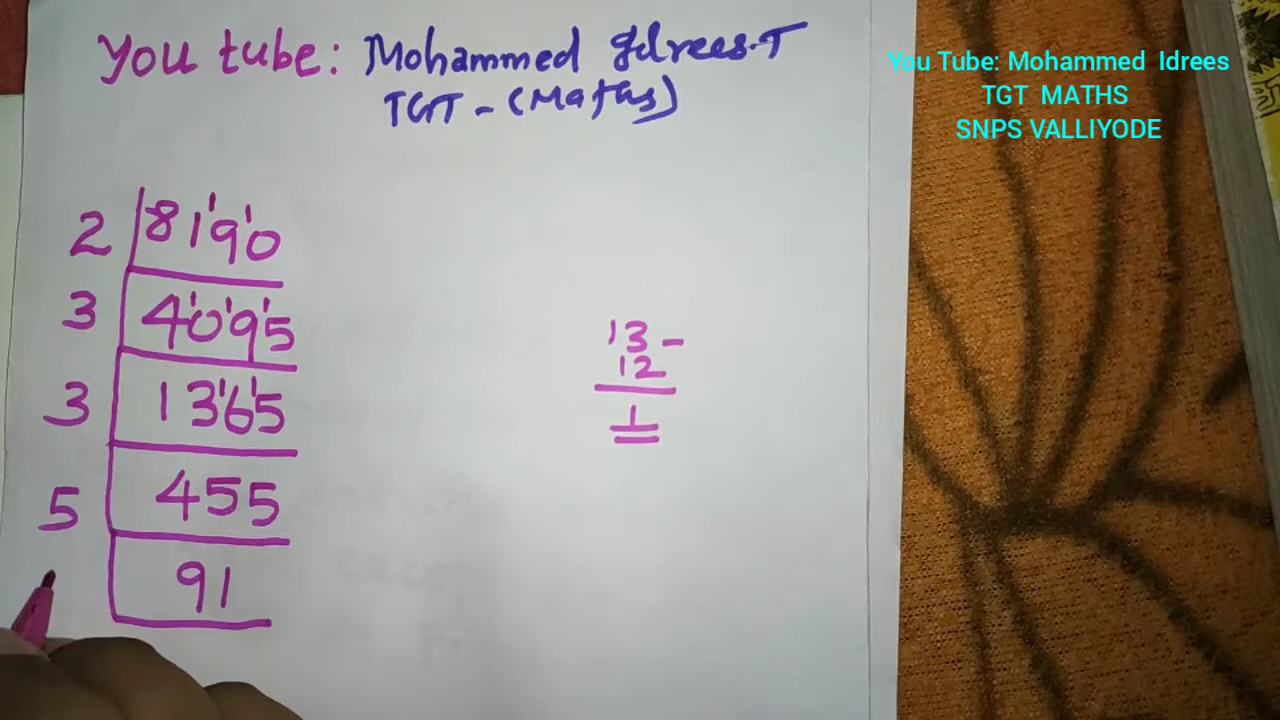 You tube: Mohammed Idrees.T
TGT - (Maths)
You Tube: Mohammed Idrees
TGT MATHS
SNPS VALLIYODE
2 8190
3 4095
3 1365
5 455
91
13 -
12
1